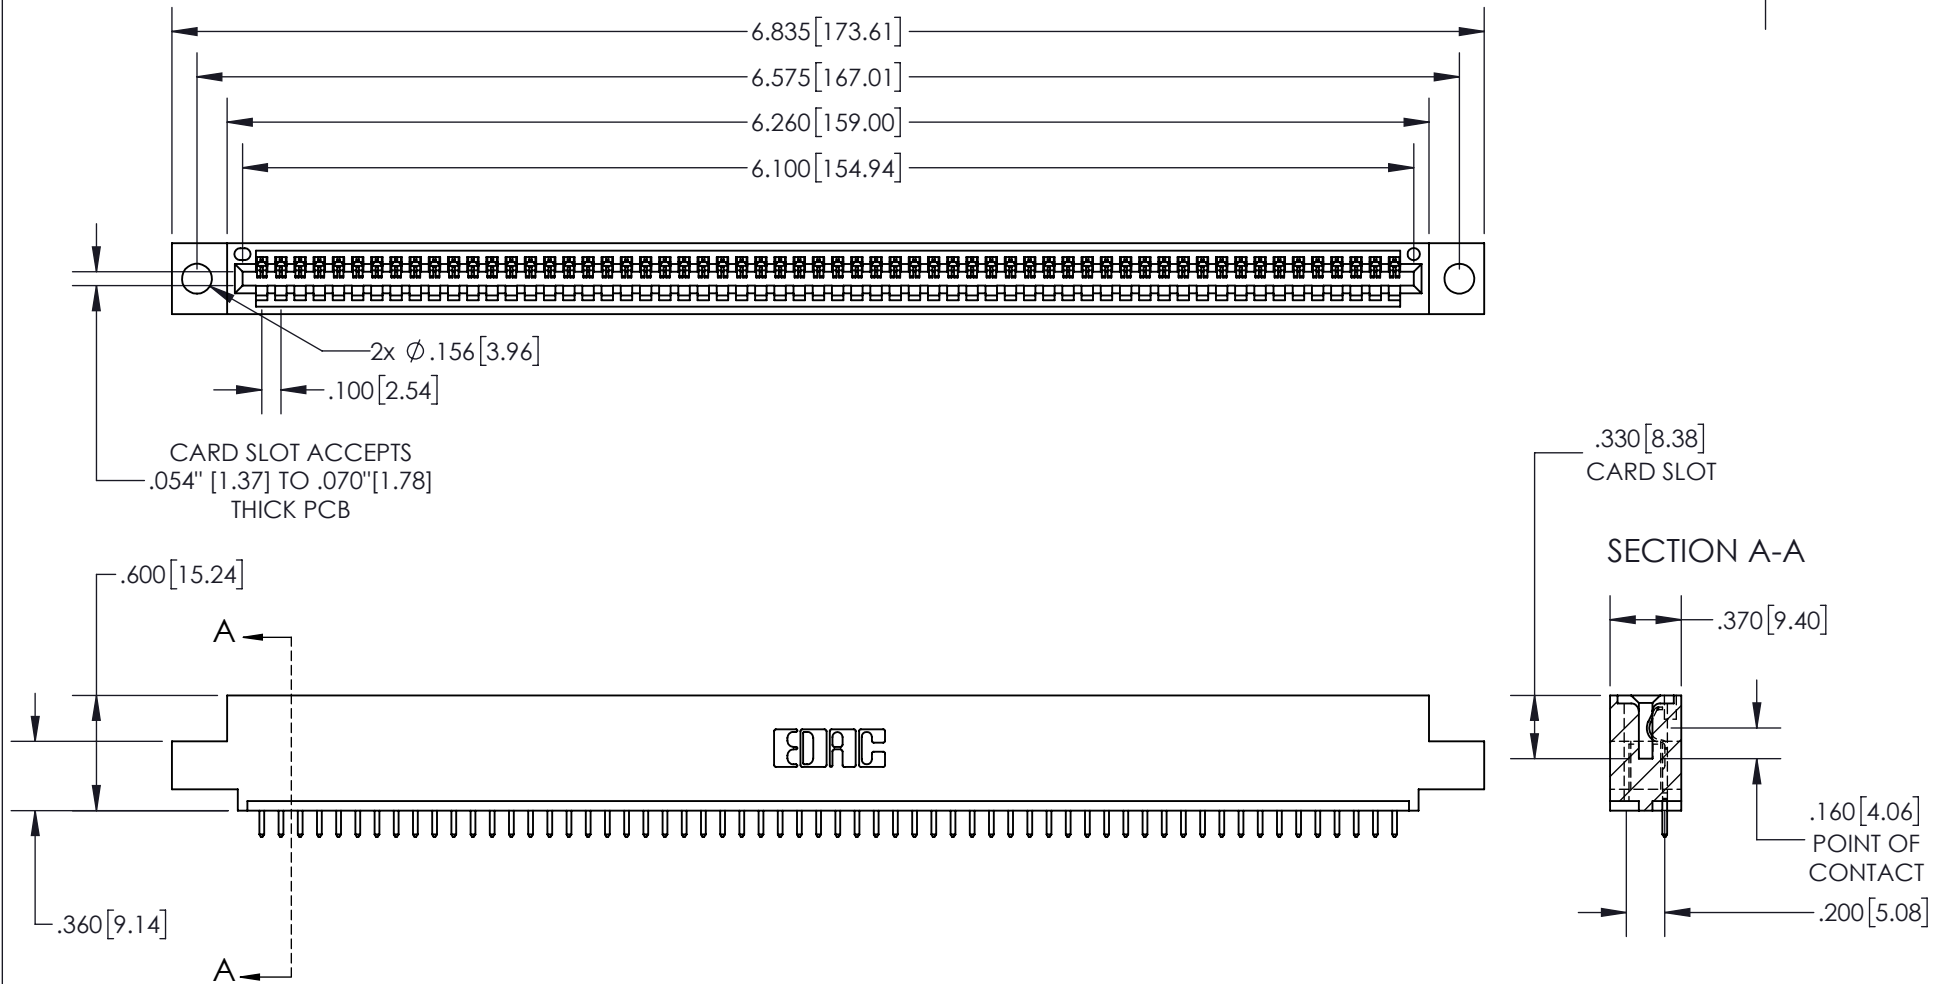 6.835[173.61]
6.575[167.01]
6.260[159.00]
6.100[154.94]
2x Ø.156[3.96]
.100[2.54]
CARD SLOT ACCEPTS
.054" [1.37] TO .070"[1.78]
THICK PCB
.330[8.38]
CARD SLOT
SECTION A-A
.600[15.24]
.370[9.40]
A
EDAC
.160[4.06]
POINT OF
CONTACT
.200[5.08]
.360[9.14]
A